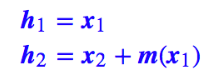 h₁ = x₁
h₂ = x₂ + m(x₁)